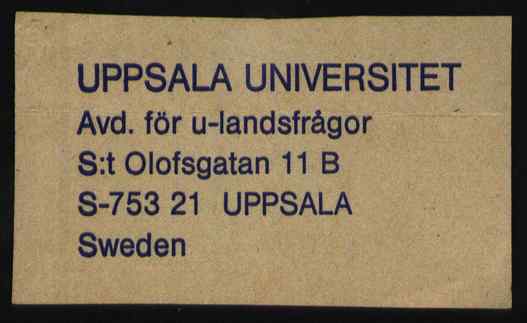 UPPSALA UNIVERSITET
Avd. för u-landsfrågor
S:t Olofsgatan 11 B
S-753 21 UPPSALA
Sweden